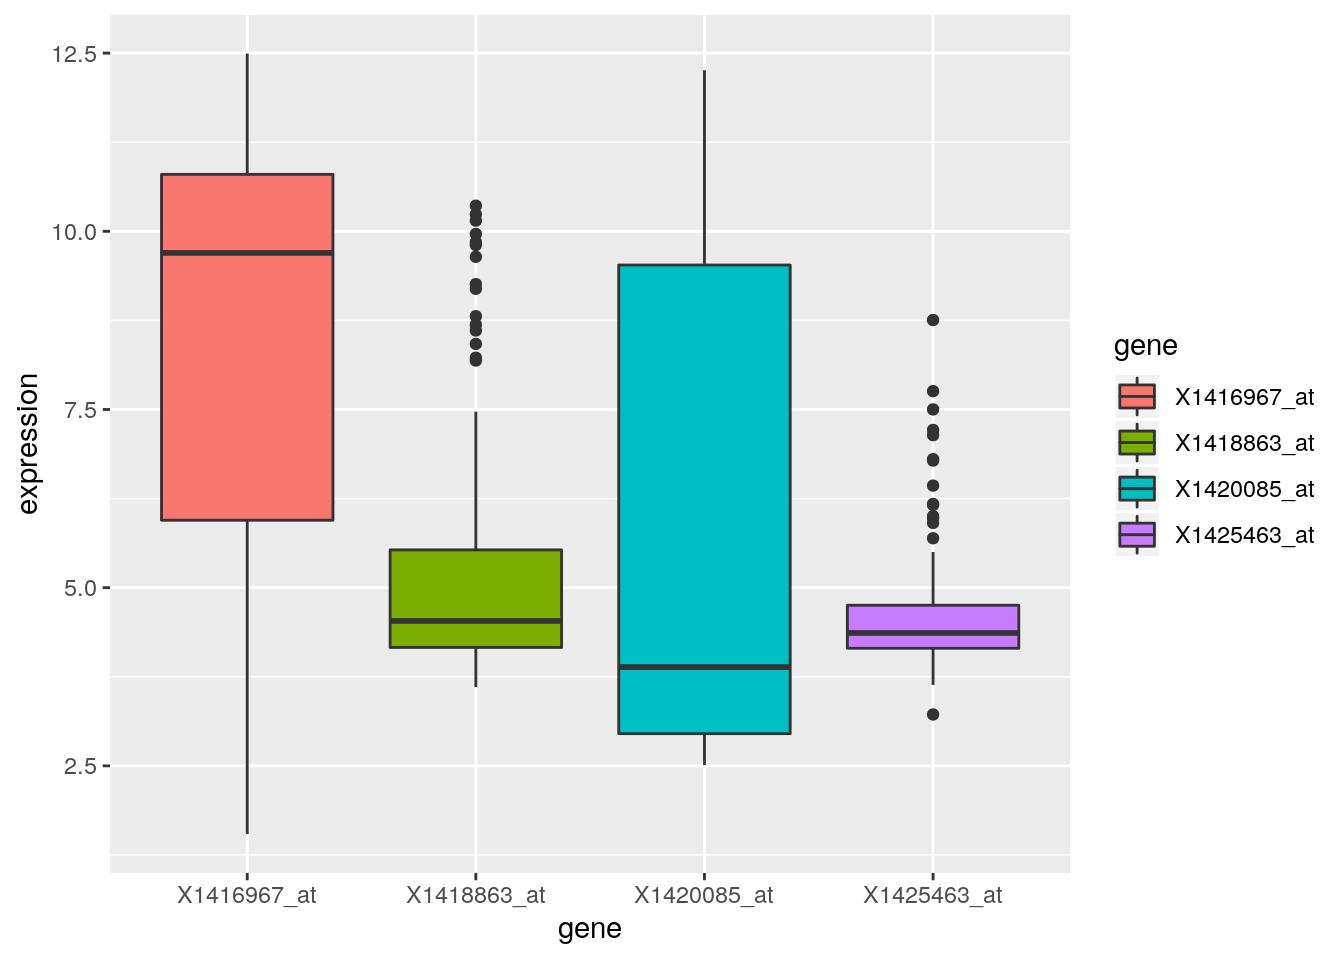 12.5
10.0
7.5
5.0
2.5
expression
X1416967_at
X1418863_at
X1420085_at
X1425463_at
gene
gene
X1416967_at
X1418863_at
X1420085_at
X1425463_at